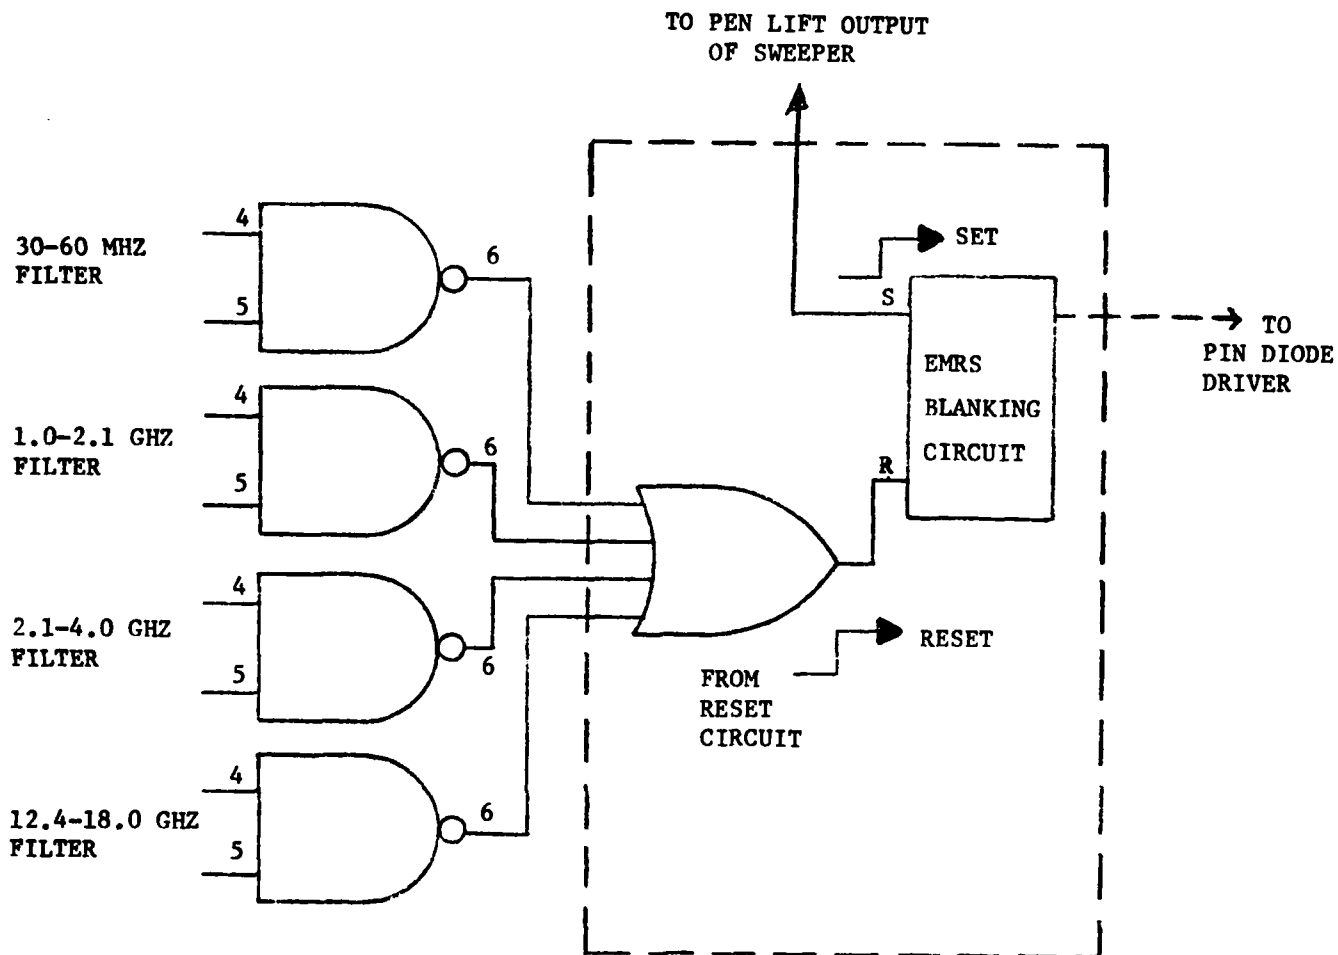 TO PEN LIFT OUTPUT
OF SWEEPER
30-60 MHZ
FILTER
4
5
6
1.0-2.1 GHZ
FILTER
4
5
6
2.1-4.0 GHZ
FILTER
4
5
6
12.4-18.0 GHZ
FILTER
4
5
6
SET
S
EMRS
BLANKING
CIRCUIT
R
TO
PIN DIODE
DRIVER
RESET
FROM
RESET
CIRCUIT